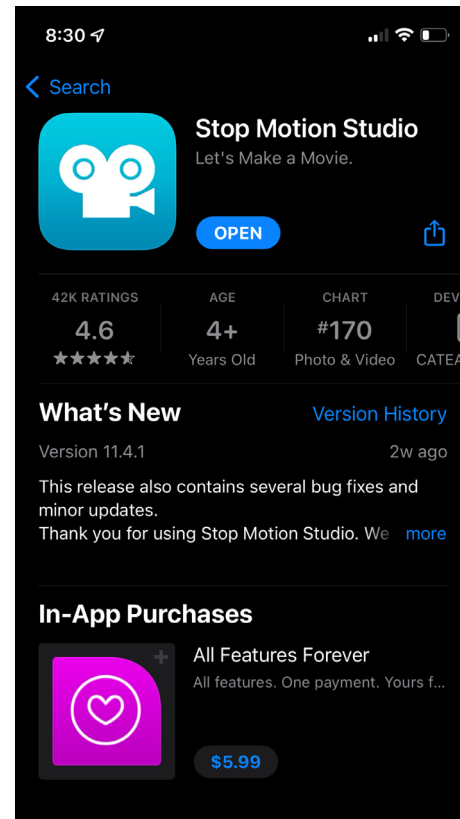 8:30
Search
Stop Motion Studio
Let's Make a Movie.
OPEN
42K RATINGS
4.6
AGE
4+
Years Old
CHART
#170
Photo & Video
DEV
CATEA
What's New
Version History
Version 11.4.1
2w ago
This release also contains several bug fixes and
minor updates.
Thank you for using Stop Motion Studio. We more
In-App Purchases
All Features Forever
All features. One payment. Yours f...
$5.99